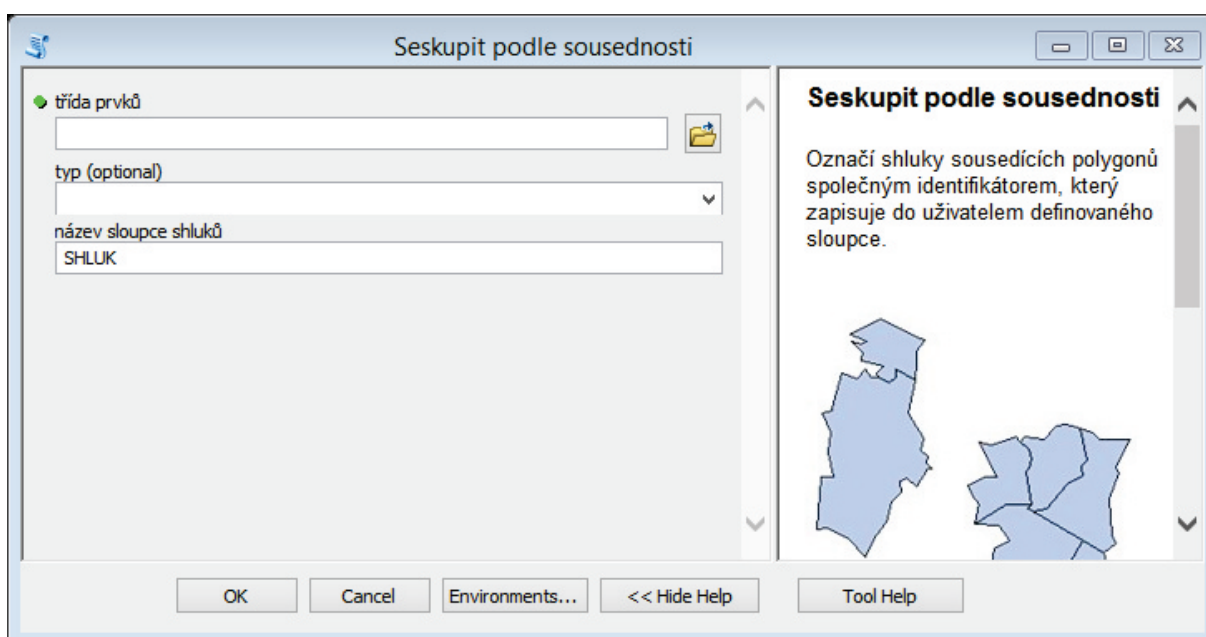 Seskupit podle sousednosti
třída prvků
typ (optional)
název sloupce shluků
SHLUK
Seskupit podle sousednosti
Označí shluky sousedících polygonů
společným identifikátorem, který
zapisuje do uživatelem definovaného
sloupce.
OK
Cancel
Environments...
<< Hide Help
Tool Help